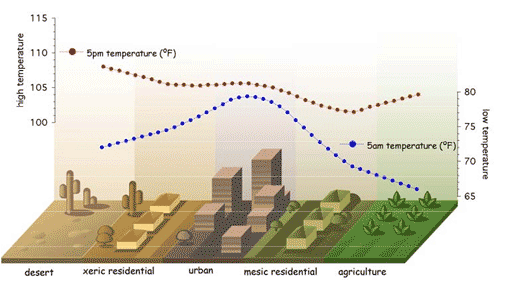 115
110
105
100
high temperature
5pm temperature (°F)
80
75
70
65
low temperature
5am temperature (°F)
desert
xeric residential
urban
mesic residential
agriculture